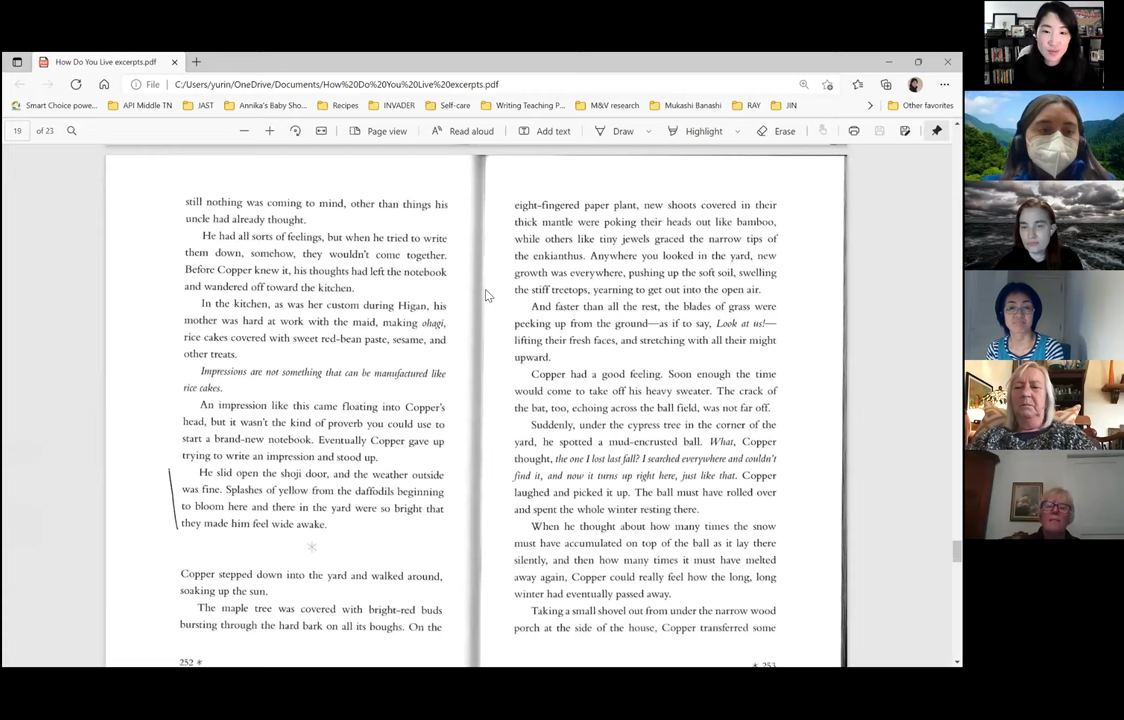 How Do You Live excerpts.pdf
File
C:/Users/yurin/OneDrive/Documents/How%20Do%20You%20Live%20excerpts.pdf
Smart Choice powe...
API Middle TN
JAST
Annika's Baby Sho...
Recipes
INVADER
Self-care
Writing Teaching P...
M&V research
Mukashi Banashi
RAY
JIN
Other favorites
19 of 23
Page view
Read aloud
Add text
Draw
Highlight
Erase
still nothing was coming to mind, other than things his
uncle had already thought.
He had all sorts of feelings, but when he tried to write
them down, somehow, they wouldn't come together.
Before Copper knew it, his thoughts had left the notebook
and wandered off toward the kitchen.
In the kitchen, as was her custom during Higan, his
mother was hard at work with the maid, making ohagi,
rice cakes covered with sweet red-bean paste, sesame, and
other treats.
Impressions are not something that can be manufactured like
rice cakes.
An impression like this came floating into Copper's
head, but it wasn't the kind of proverb you could use to
start a brand-new notebook. Eventually Copper gave up
trying to write an impression and stood up.
He slid open the shoji door, and the weather outside
was fine. Splashes of yellow from the daffodils beginning
to bloom here and there in the yard were so bright that
they made him feel wide awake.
Copper stepped down into the yard and walked around,
soaking up the sun.
The maple tree was covered with bright-red buds
bursting through the hard bark on all its boughs. On the
252 *
eight-fingered paper plant, new shoots covered in their
thick mantle were poking their heads out like bamboo,
while others like tiny jewels graced the narrow tips of
the enkianthus. Anywhere you looked in the yard, new
growth was everywhere, pushing up the soft soil, swelling
the stiff treetops, yearning to get out into the open air.
And faster than all the rest, the blades of grass were
peeking up from the ground—as if to say, Look at us!—
lifting their fresh faces, and stretching with all their might
upward.
Copper had a good feeling. Soon enough the time
would come to take off his heavy sweater. The crack of
the bat, too, echoing across the ball field, was not far off.
Suddenly, under the cypress tree in the corner of the
yard, he spotted a mud-encrusted ball. What, Copper
thought, the one I lost last fall? I searched everywhere and couldn't
find it, and now it turns up right here, just like that. Copper
laughed and picked it up. The ball must have rolled over
and spent the whole winter resting there.
When he thought about how many times the snow
must have accumulated on top of the ball as it lay there
silently, and then how many times it must have melted
away again, Copper could really feel how the long, long
winter had eventually passed away.
Taking a small shovel out from under the narrow wood
porch at the side of the house, Copper transferred some
* 253